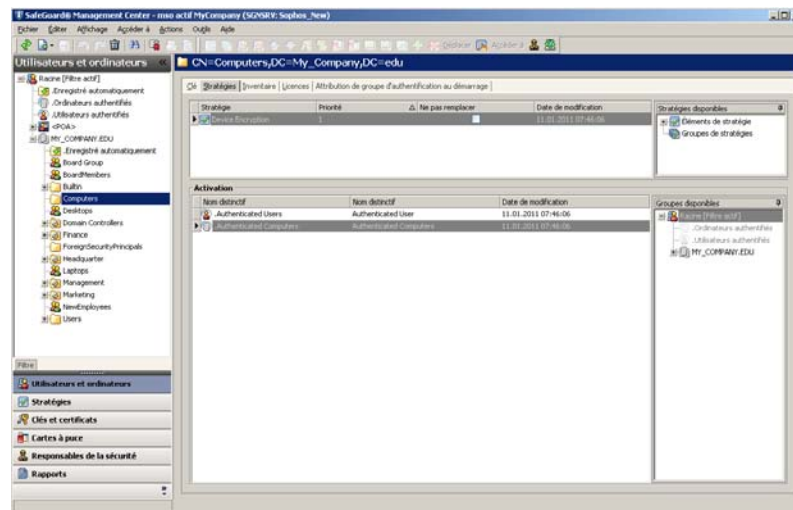 SafeGuard® Management Center - mso actif MyCompany (SGNSRV: Sophos_New)
Fichier Éditer Affichage Accéder à Actions Outils Aide
Déplacer Accéder à
Utilisateurs et ordinateurs «
CN=Computers,DC=My_Company,DC=edu
Racine [Filtre actif]
.Enregistré automatiquement
.Ordinateurs authentifiés
.Utilisateurs authentifiés
<POA>
MY_COMPANY.EDU
.Enregistré automatiquement
Board Group
BoardMembers
Builtin
Computers
Desktops
Domain Controllers
Finance
ForeignSecurityPrincipals
Headquarter
Laptops
Management
Marketing
NewEmployees
Users
Filtre
Utilisateurs et ordinateurs
Stratégies
Clés et certificats
Cartes à puce
Responsables de la sécurité
Rapports
Clé Stratégies Inventaire Licences Attribution de groupe d'authentification au démarrage
Stratégie Priorité Ne pas remplacer Date de modification
Device Encryption 1 11.01.2011 07:46:06
Stratégies disponibles
Éléments de stratégie
Groupes de stratégies
Activation
Nom distinctif Nom distinctif Date de modification
.Authenticated Users Authenticated User 11.01.2011 07:46:06
.Authenticated Computers Authenticated Computers 11.01.2011 07:46:06
Groupes disponibles
Racine [Filtre actif]
.Ordinateurs authentifiés
.Utilisateurs authentifiés
MY_COMPANY.EDU